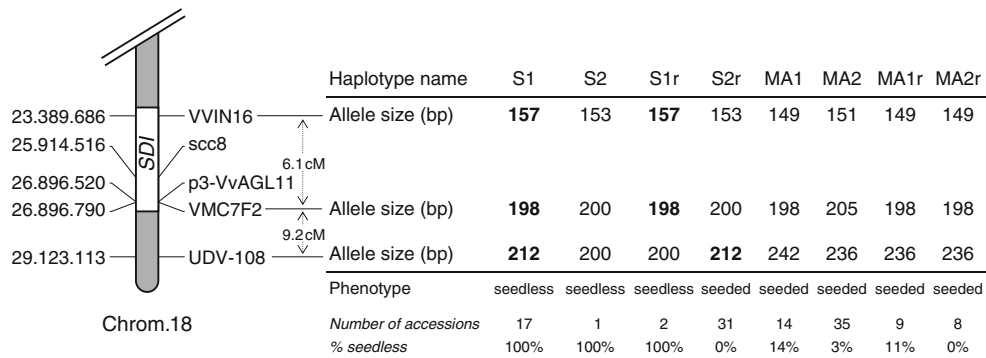 Haplotype name S1 S2 S1r S2r MA1 MA2 MA1r MA2r
23.389.686 VVIN16 Allele size (bp) 157 153 157 153 149 151 149 149
25.914.516 SDI scc8
6.1cM
26.896.520 p3-VvAGL11
26.896.790 VMC7F2 Allele size (bp) 198 200 198 200 198 205 198 198
9.2cM
29.123.113 UDV-108 Allele size (bp) 212 200 200 212 242 236 236 236
Phenotype seedless seedless seedless seeded seeded seeded seeded seeded
Chrom.18
Number of accessions 17 1 2 31 14 35 9 8
% seedless 100% 100% 100% 0% 14% 3% 11% 0%